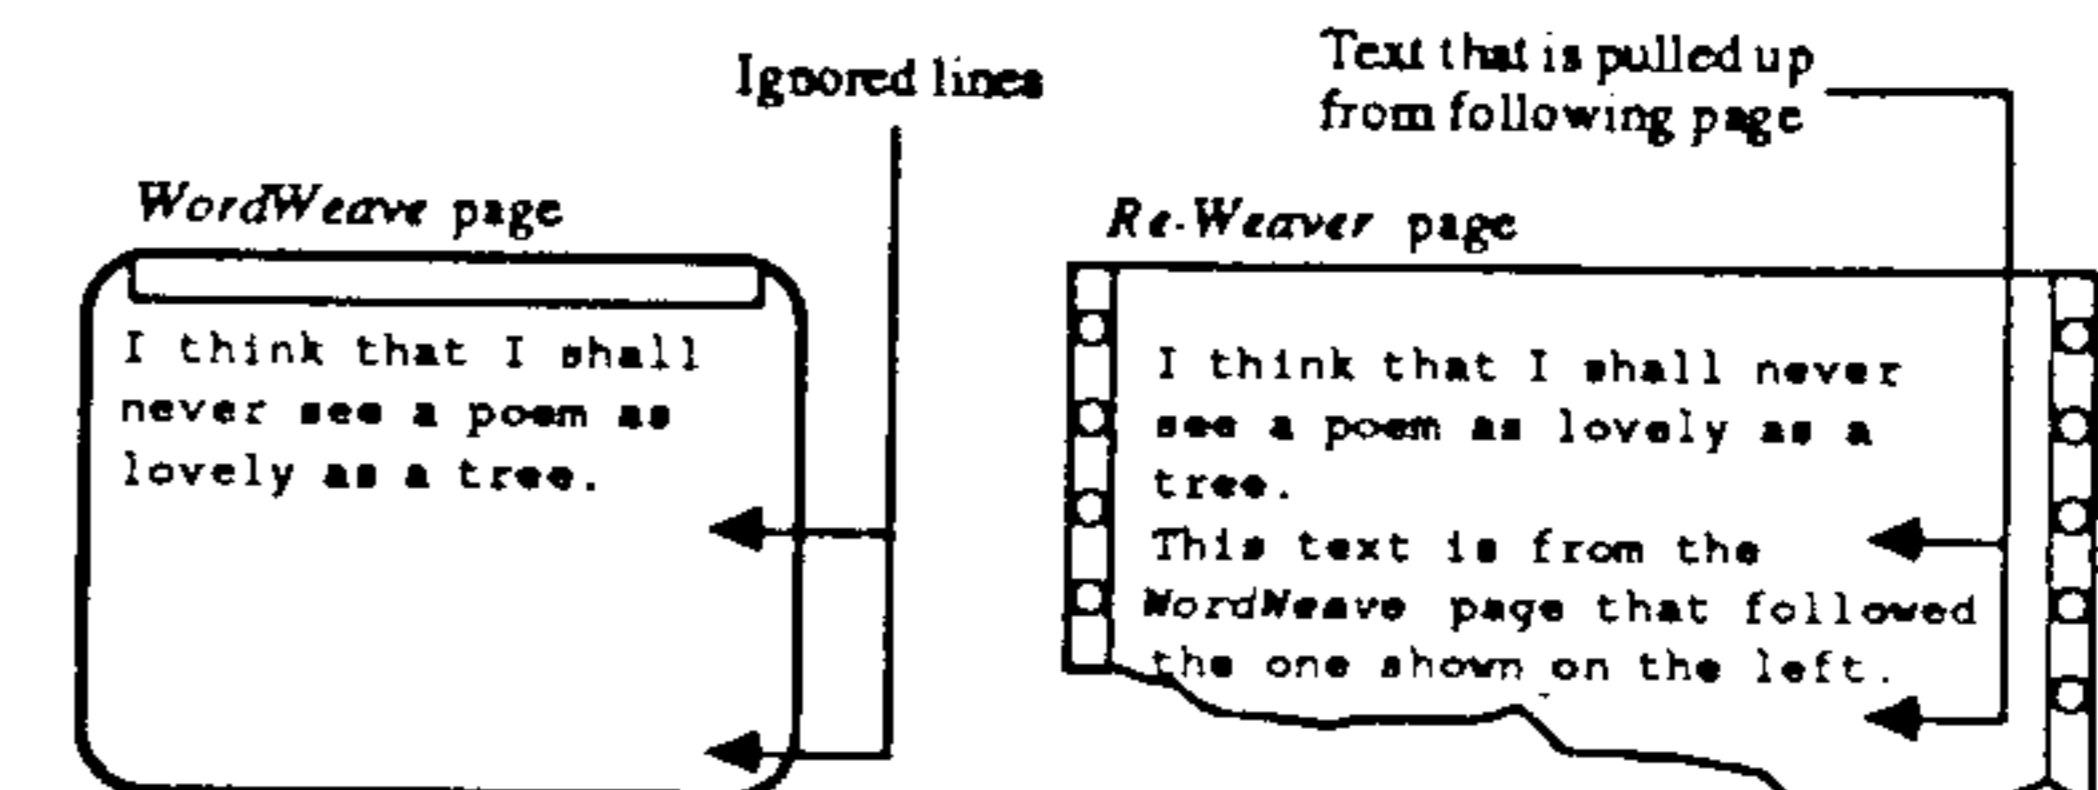 Ignored lines
Text that is pulled up
from following page
WordWeave page
I think that I shall
never see a poem as
lovely as a tree.
Re-Weaver page
I think that I shall never
see a poem as lovely as a
tree.
This text is from the
WordWeave page that followed
the one shown on the left.